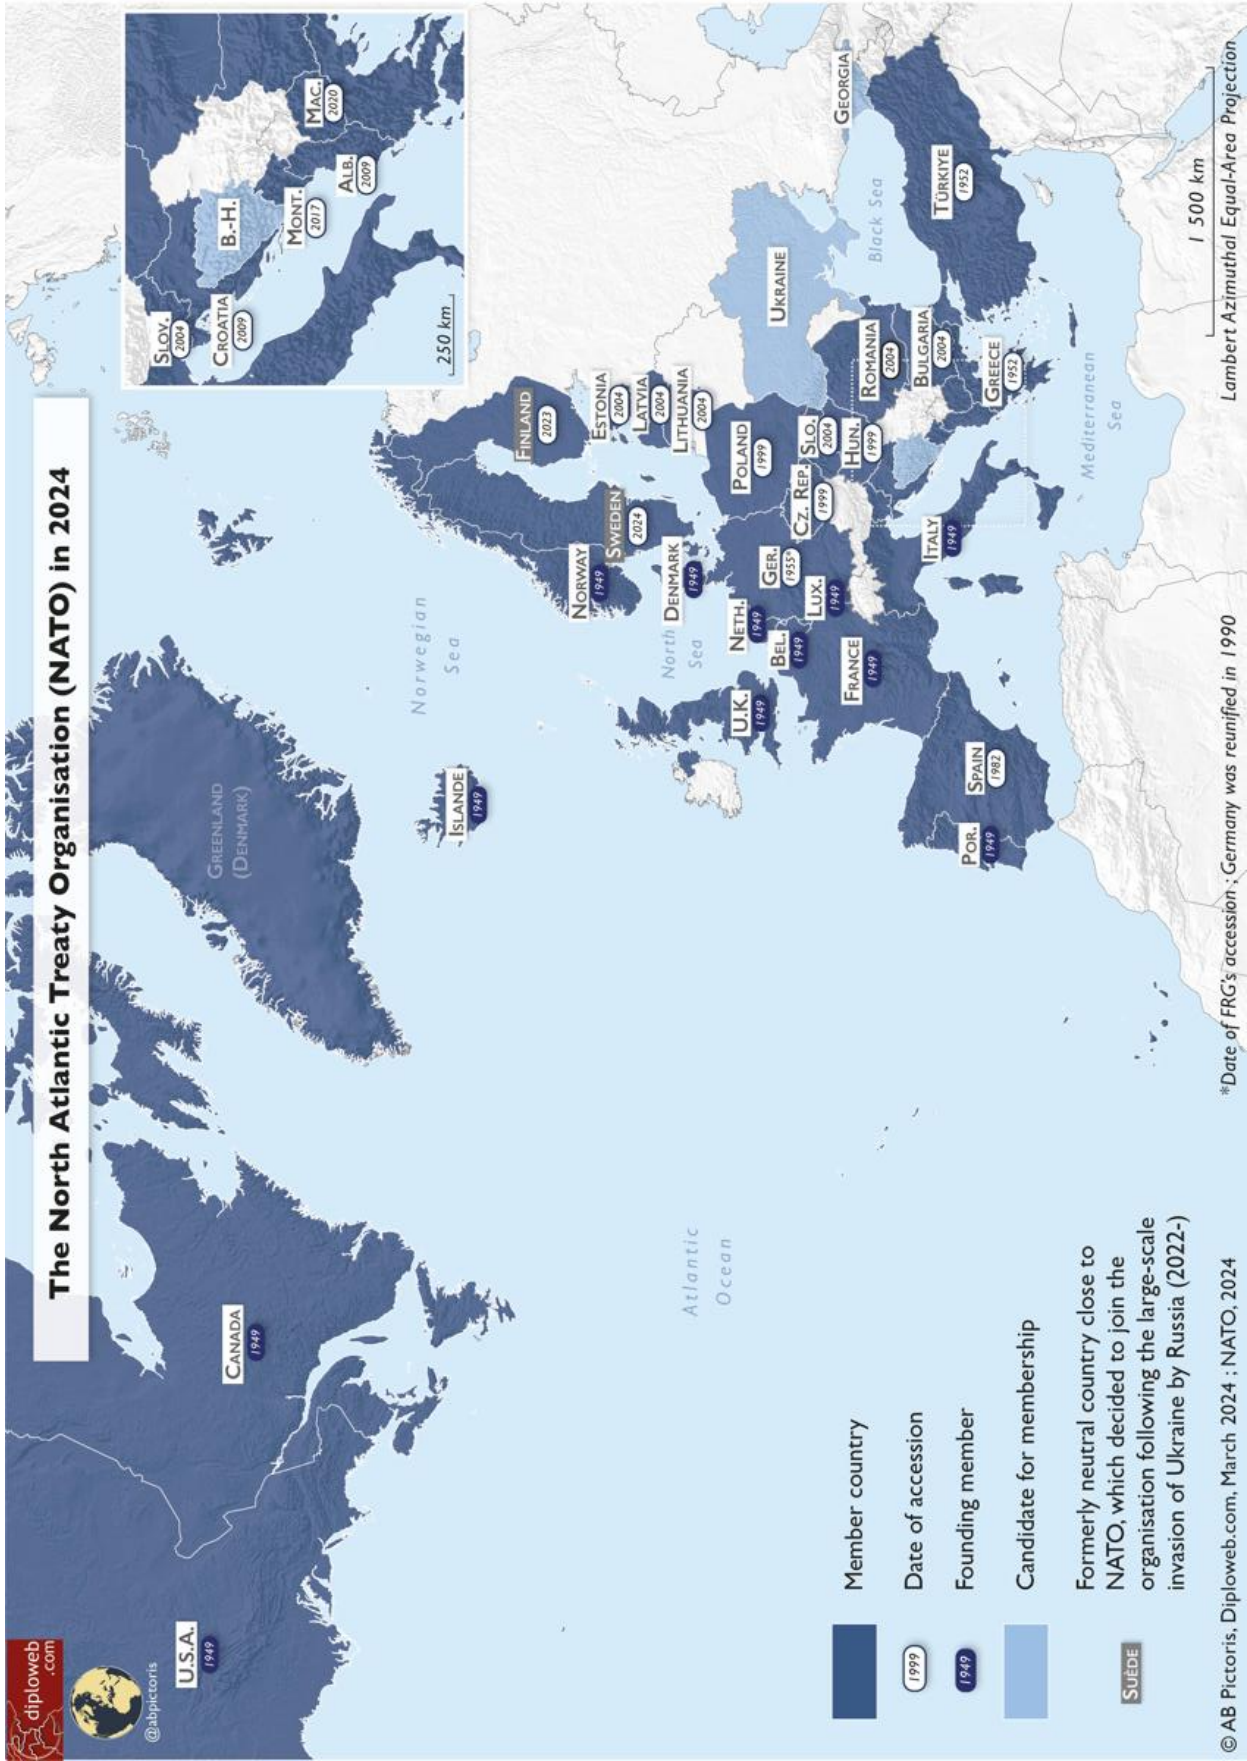 The North Atlantic Treaty Organisation (NATO) in 2024
diploweb
.com
@abpictoris
U.S.A.
1949
CANADA
1949
GREENLAND
(DENMARK)
ISLANDE
1949
Norwegian
Sea
North
Sea
Atlantic
Ocean
Mediterranean
Sea
Black Sea
NORWAY
1949
SWEDEN
2024
FINLAND
2023
ESTONIA
2004
LATVIA
2004
LITHUANIA
2004
DENMARK
1949
U.K.
1949
NETH.
1949
BEL.
1949
LUX.
1949
GER.
1955*
POLAND
1999
CZ. REP.
1999
SLO.
2004
HUN.
1999
FRANCE
1949
SPAIN
1982
POR.
1949
ITALY
1949
ROMANIA
2004
BULGARIA
2004
GREECE
1952
TÜRKIYE
1952
UKRAINE
GEORGIA
SLOV.
2004
CROATIA
2009
B.-H.
MONT.
2017
ALB.
2009
MAC.
2020
250 km
Member country
1999
Date of accession
1949
Founding member
Candidate for membership
SUÈDE
Formerly neutral country close to
NATO, which decided to join the
organisation following the large-scale
invasion of Ukraine by Russia (2022-)
1 500 km
Lambert Azimuthal Equal-Area Projection
*Date of FRG's accession ; Germany was reunified in 1990
© AB Pictoris, Diploweb.com, March 2024 ; NATO, 2024